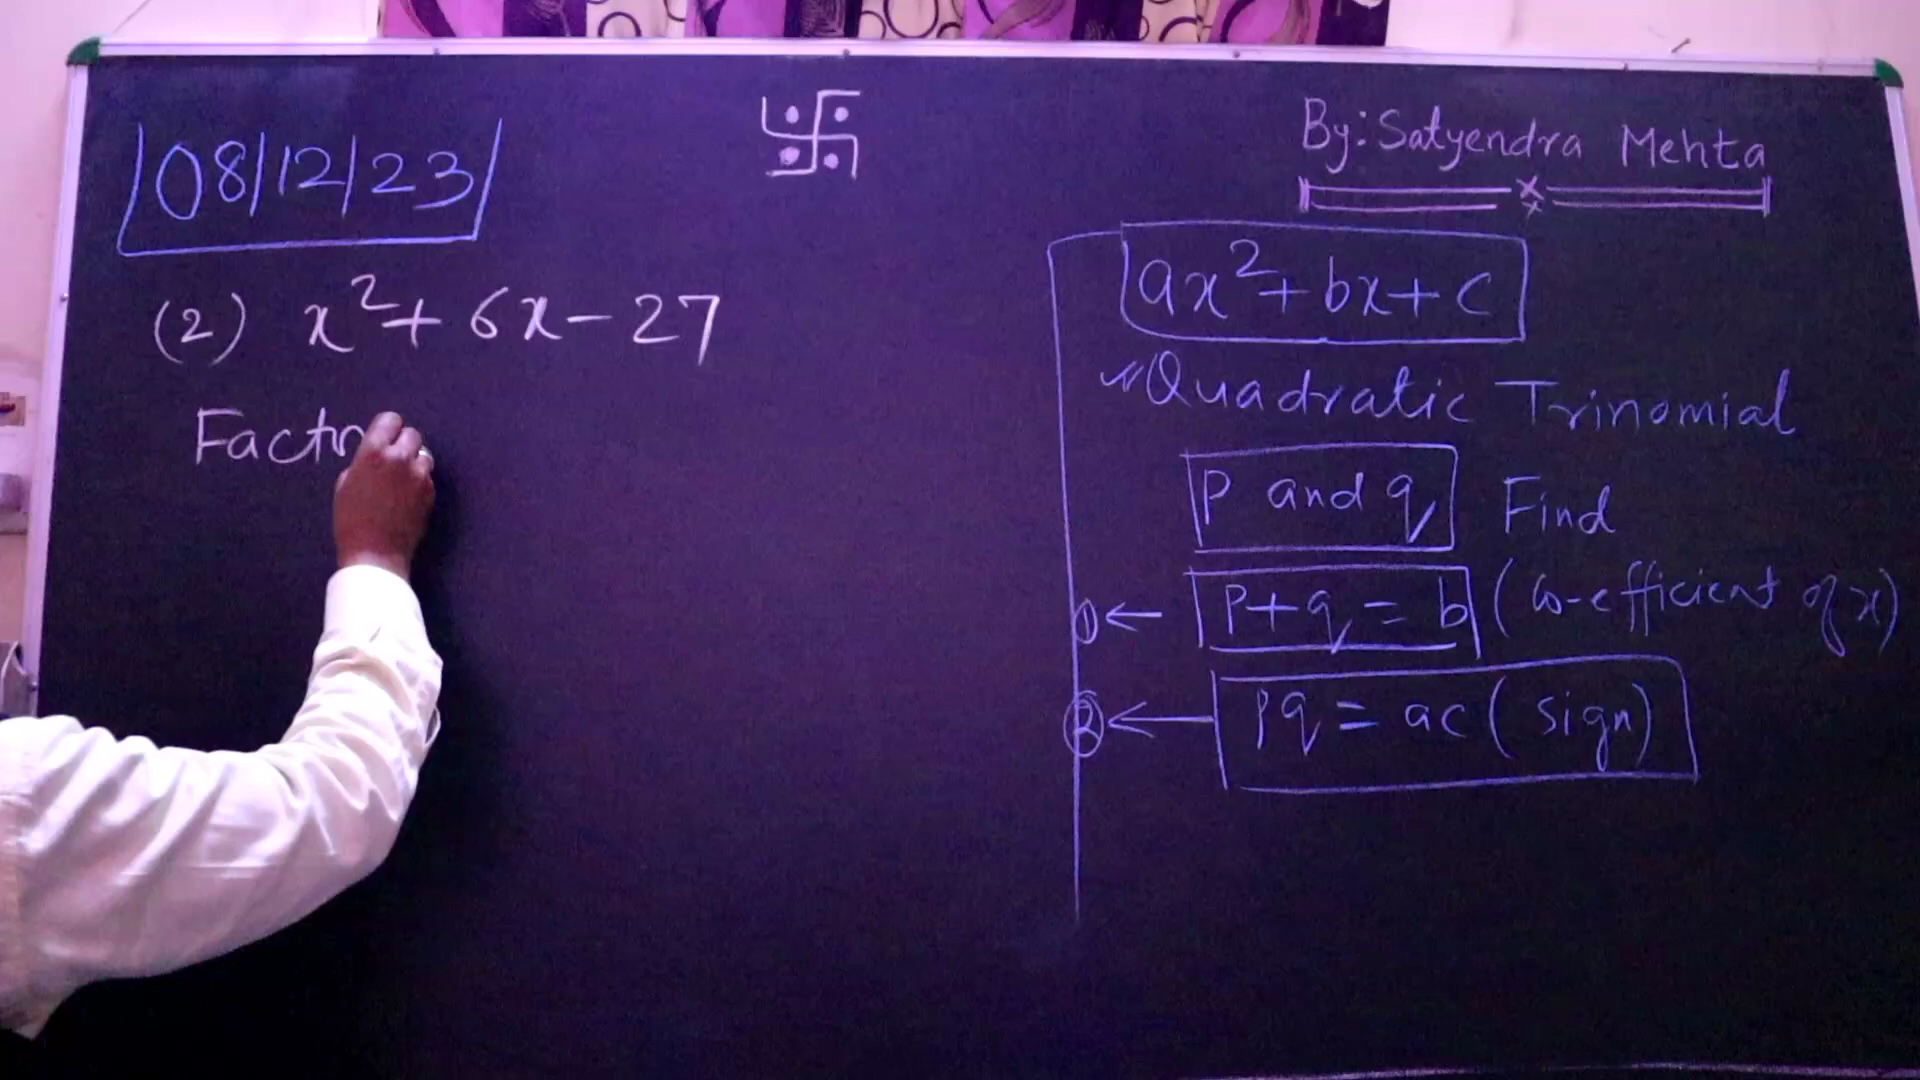 08/12/23
(2) x²+ 6x-27
Facto
By: Satyendra Mehta
ax²+bx+c
Quadratic Trinomial
p and q Find
① ← p+q = b (co-efficient of x)
② ← pq = ac (sign)